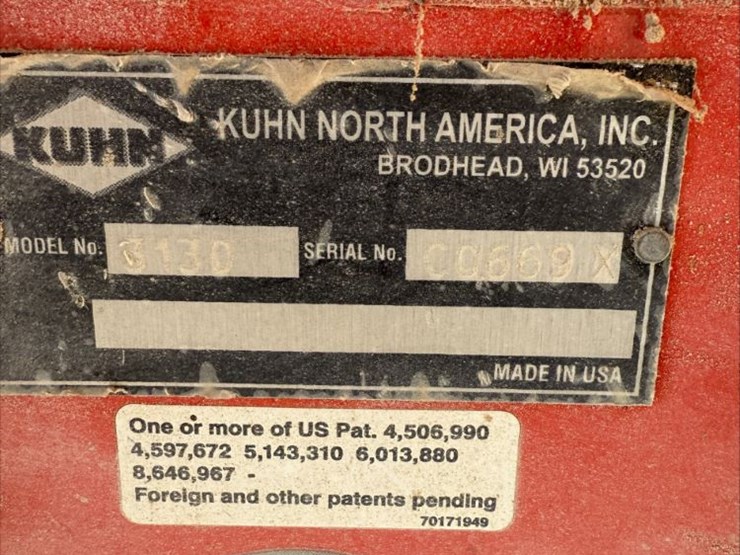 KUHN
KUHN NORTH AMERICA, INC.
BRODHEAD, WI 53520
MODEL No. 3130
SERIAL No.
MADE IN USA
One or more of US Pat. 4,506,990
4,597,672 5,143,310 6,013,880
8,646,967 -
Foreign and other patents pending
70171949